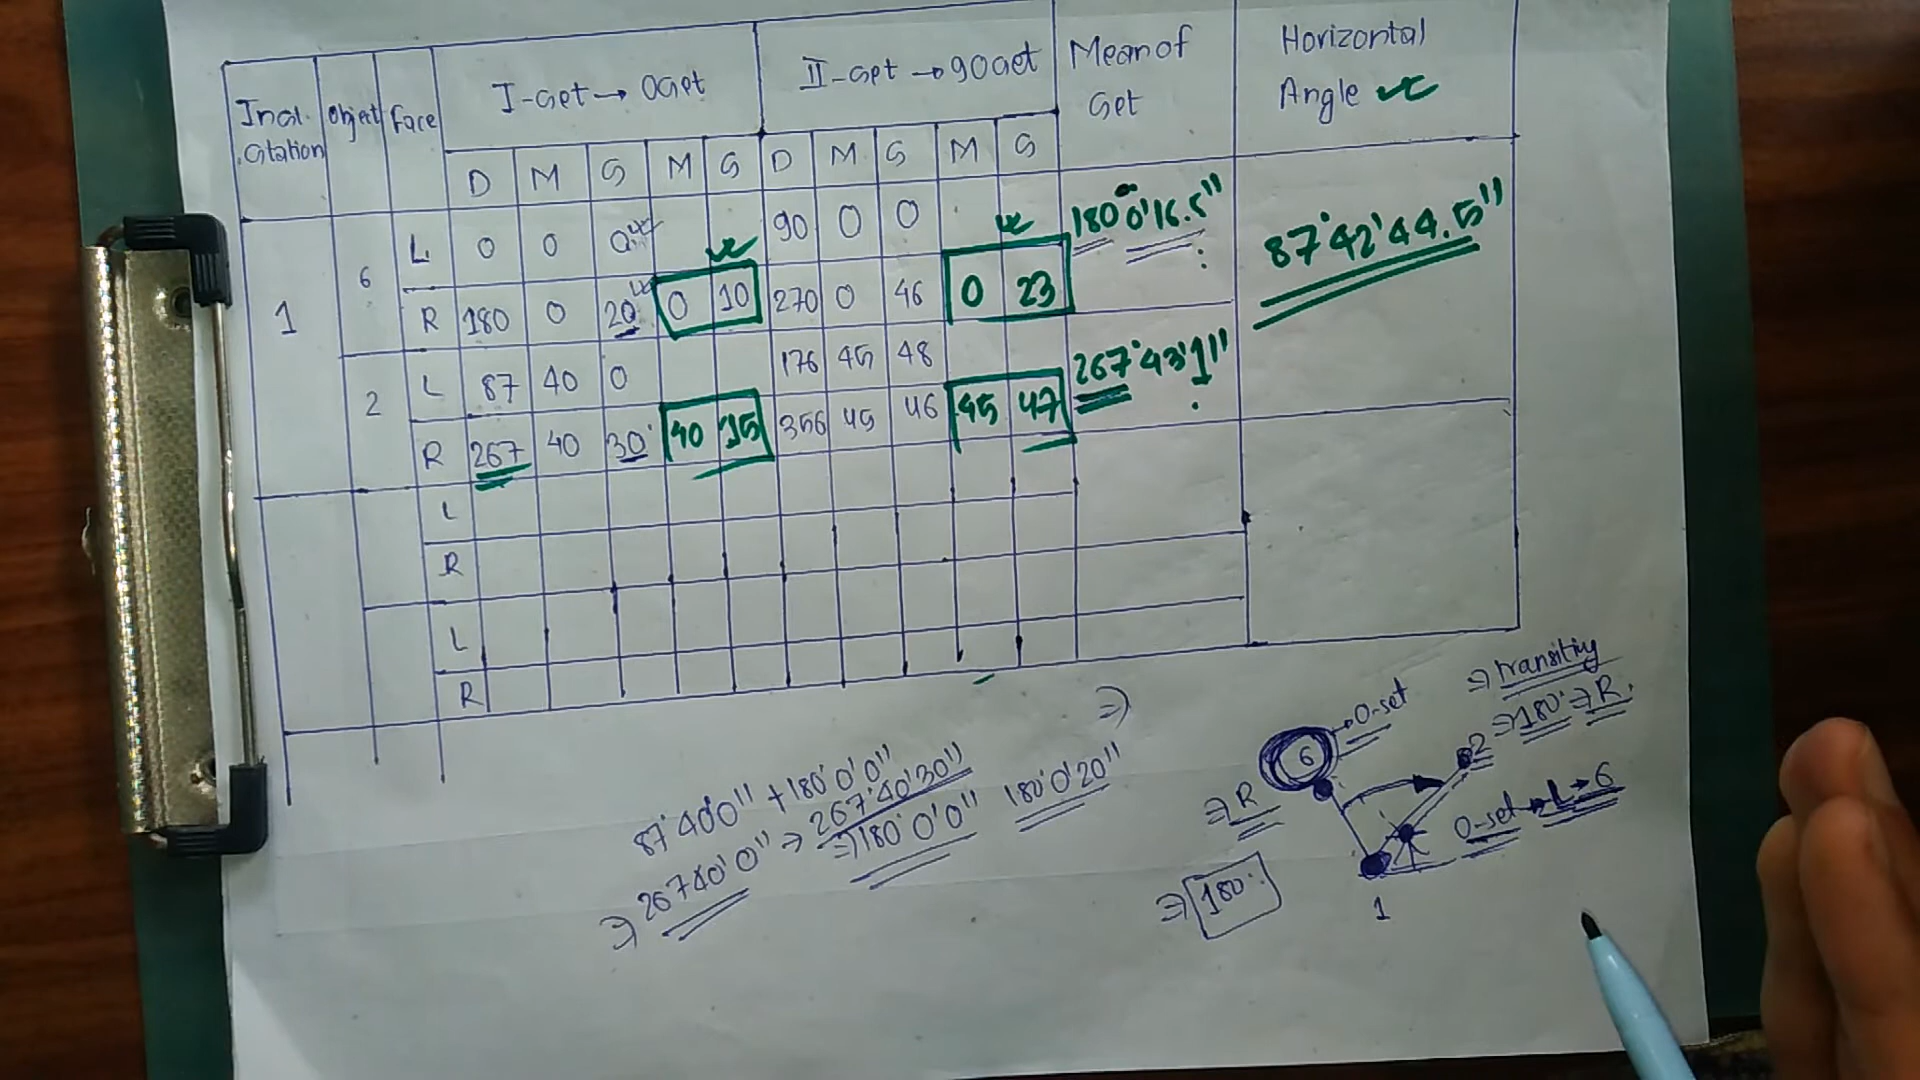 Inst. Station Object Face I-Set → 0Set II-Set → 90Set Mean of Set Horizontal Angle
D M S M S D M S M S
1 6 L 0 0 0 90 0 0 180°0'16.5" 87°42'44.5"
R 180 0 20 0 10 270 0 46 0 23
2 L 87 40 0 176 45 48 267°43'1"
R 267 40 30 40 15 356 45 46 45 47
L
R
L
R
87°40'0" + 180°0'0"
⇒ 267°40'0" ⇒ 267°40'30"
⇒ 180°0'0" 180°0'20"
⇒
⇒ transiting
⇒ 180° ⇒ R.
→ 0-set
6
2
⇒ R
0-set → L → 6
⇒ 180°
1